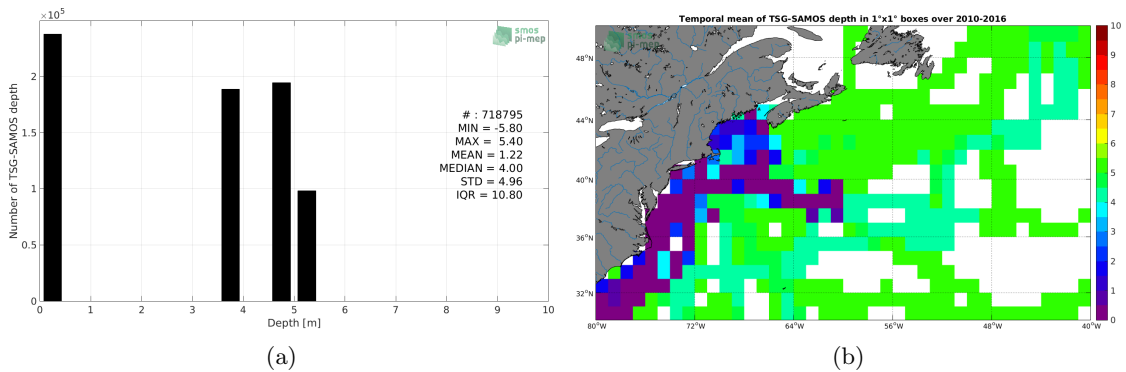 ×10⁵
smos
pi-mep
2
1.5
1
0.5
0
Number of TSG-SAMOS depth
# : 718795
MIN = -5.80
MAX = 5.40
MEAN = 1.22
MEDIAN = 4.00
STD = 4.96
IQR = 10.80
0 1 2 3 4 5 6 7 8 9 10
Depth [m]
(a)
Temporal mean of TSG-SAMOS depth in 1°x1° boxes over 2010-2016
smos
pi-mep
48°N
44°N
40°N
36°N
32°N
80°W 72°W 64°W 56°W 48°W 40°W
10
9
8
7
6
5
4
3
2
1
0
(b)